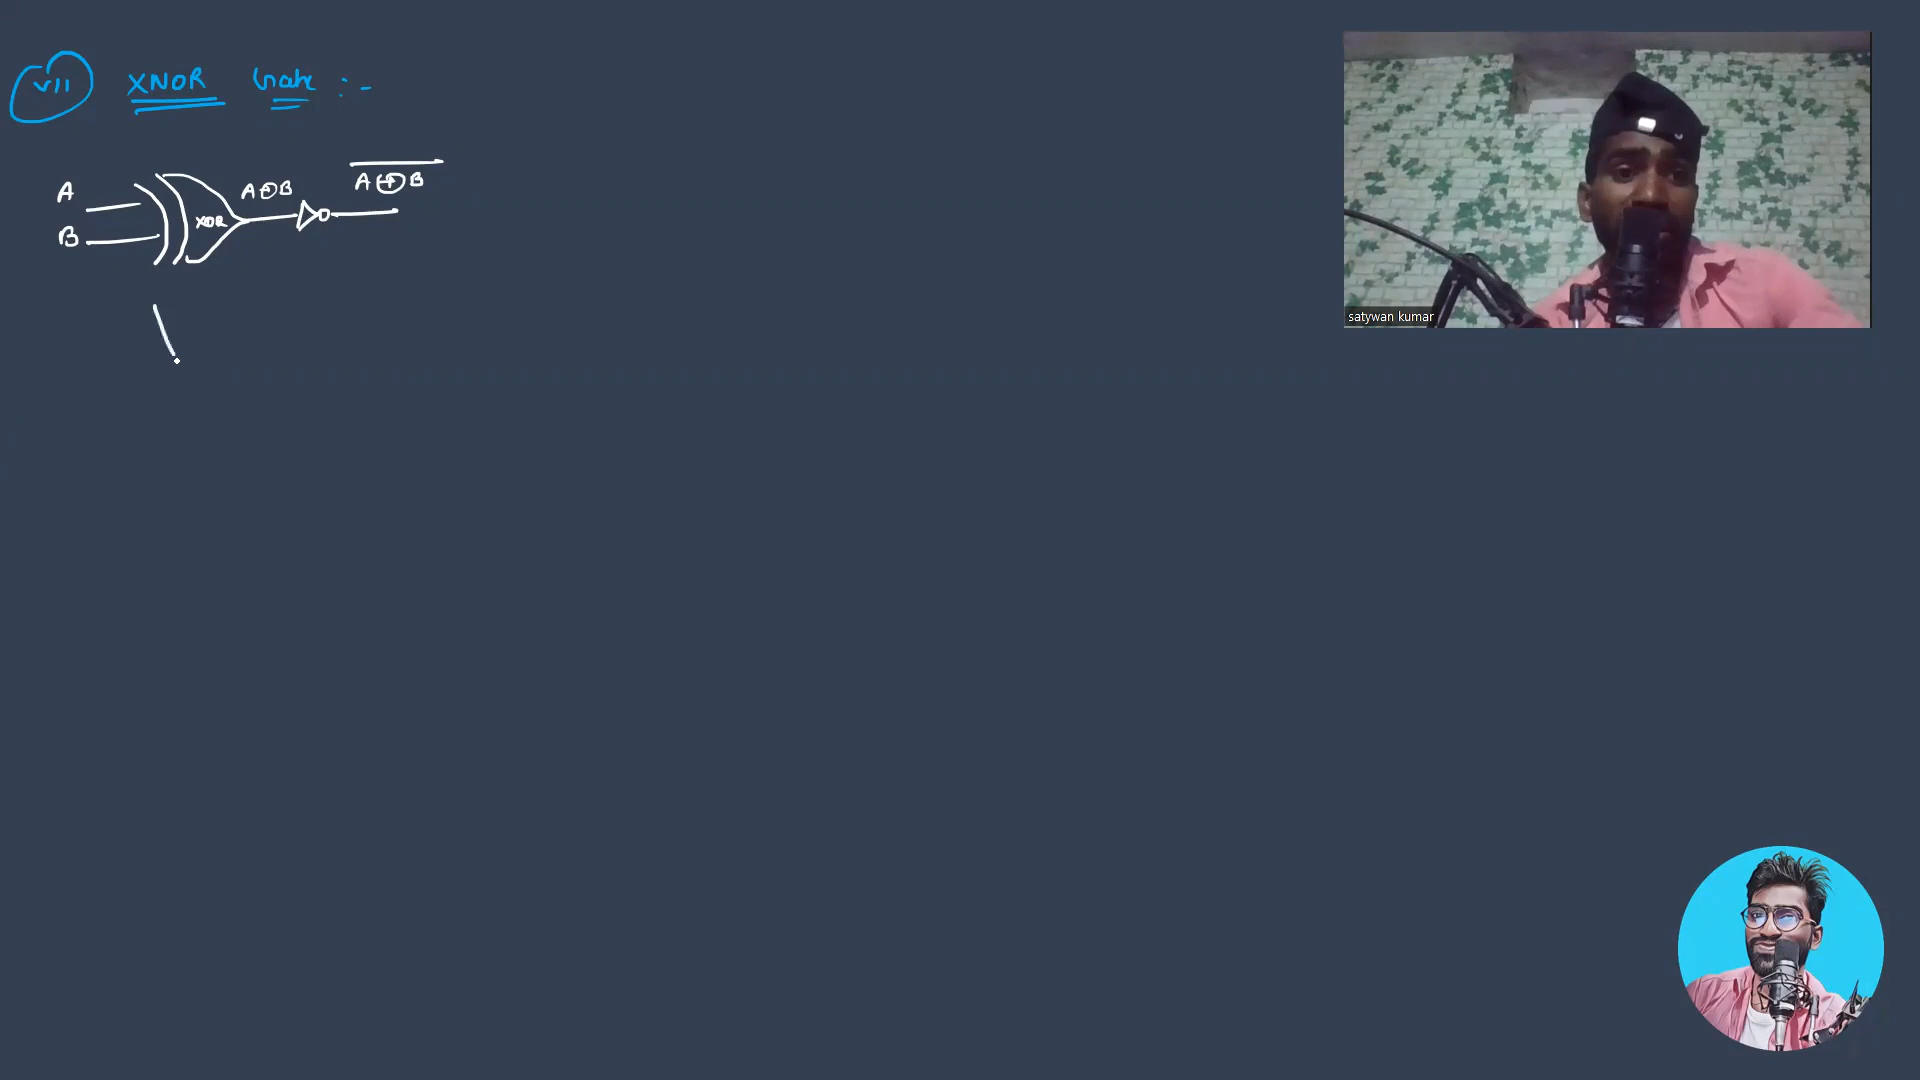 vii XNOR Gate :-
A
B
XOR
A⊕B
A̅ ̅⊕̅ ̅B̅
satywan kumar